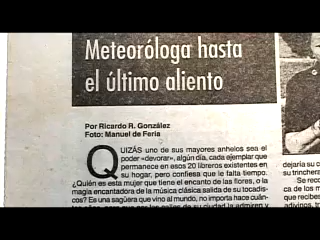 Meteoróloga hasta
el último aliento
Por Ricardo R. González
Foto: Manuel de Feria
QUIZÁS uno de sus mayores anhelos sea el
poder «devorar», algún día, cada ejemplar que
permanece en esos 20 libreros existentes en
su hogar, pero confiesa que le falta tiempo.
¿Quién es esta mujer que tiene el encanto de las flores, o la
magia encantadora de la música clásica salida de su tocadis-
cos? Es una sagüera que vino al mundo, no importa hace cuán-
dejaría su c
su trinchera
Se reco
ca de los m
que recibe
adivinos, tr